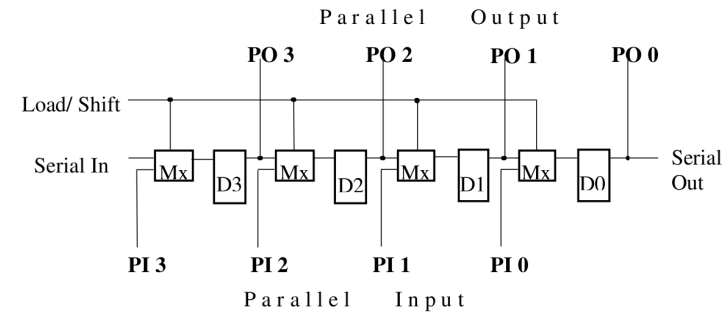 Parallel Output
PO 3 PO 2 PO 1 PO 0
Load/ Shift
Serial In Mx D3 Mx D2 Mx D1 Mx D0 Serial
Out
PI 3 PI 2 PI 1 PI 0
Parallel Input